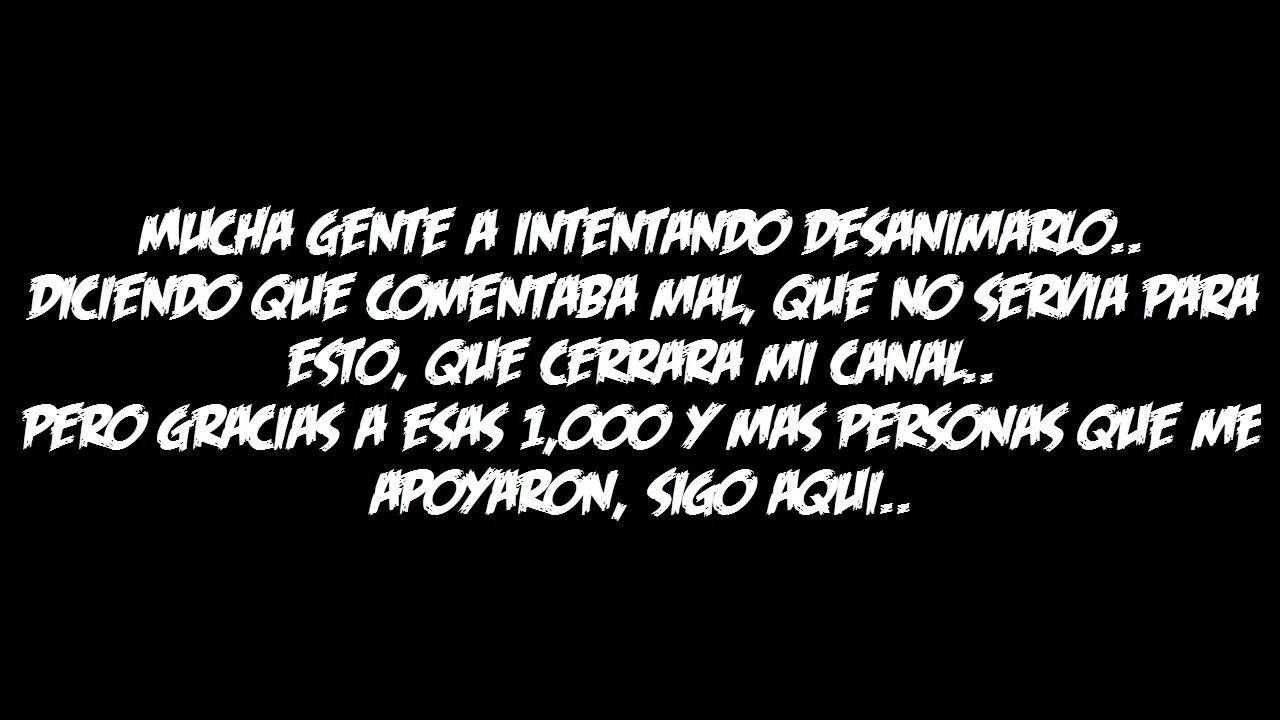 MUCHA GENTE A INTENTANDO DESANIMARLO..
DICIENDO QUE COMENTABA MAL, QUE NO SERVIA PARA
ESTO, QUE CERRARA MI CANAL..
PERO GRACIAS A ESAS 1,000 Y MAS PERSONAS QUE ME
APOYARON, SIGO AQUI..